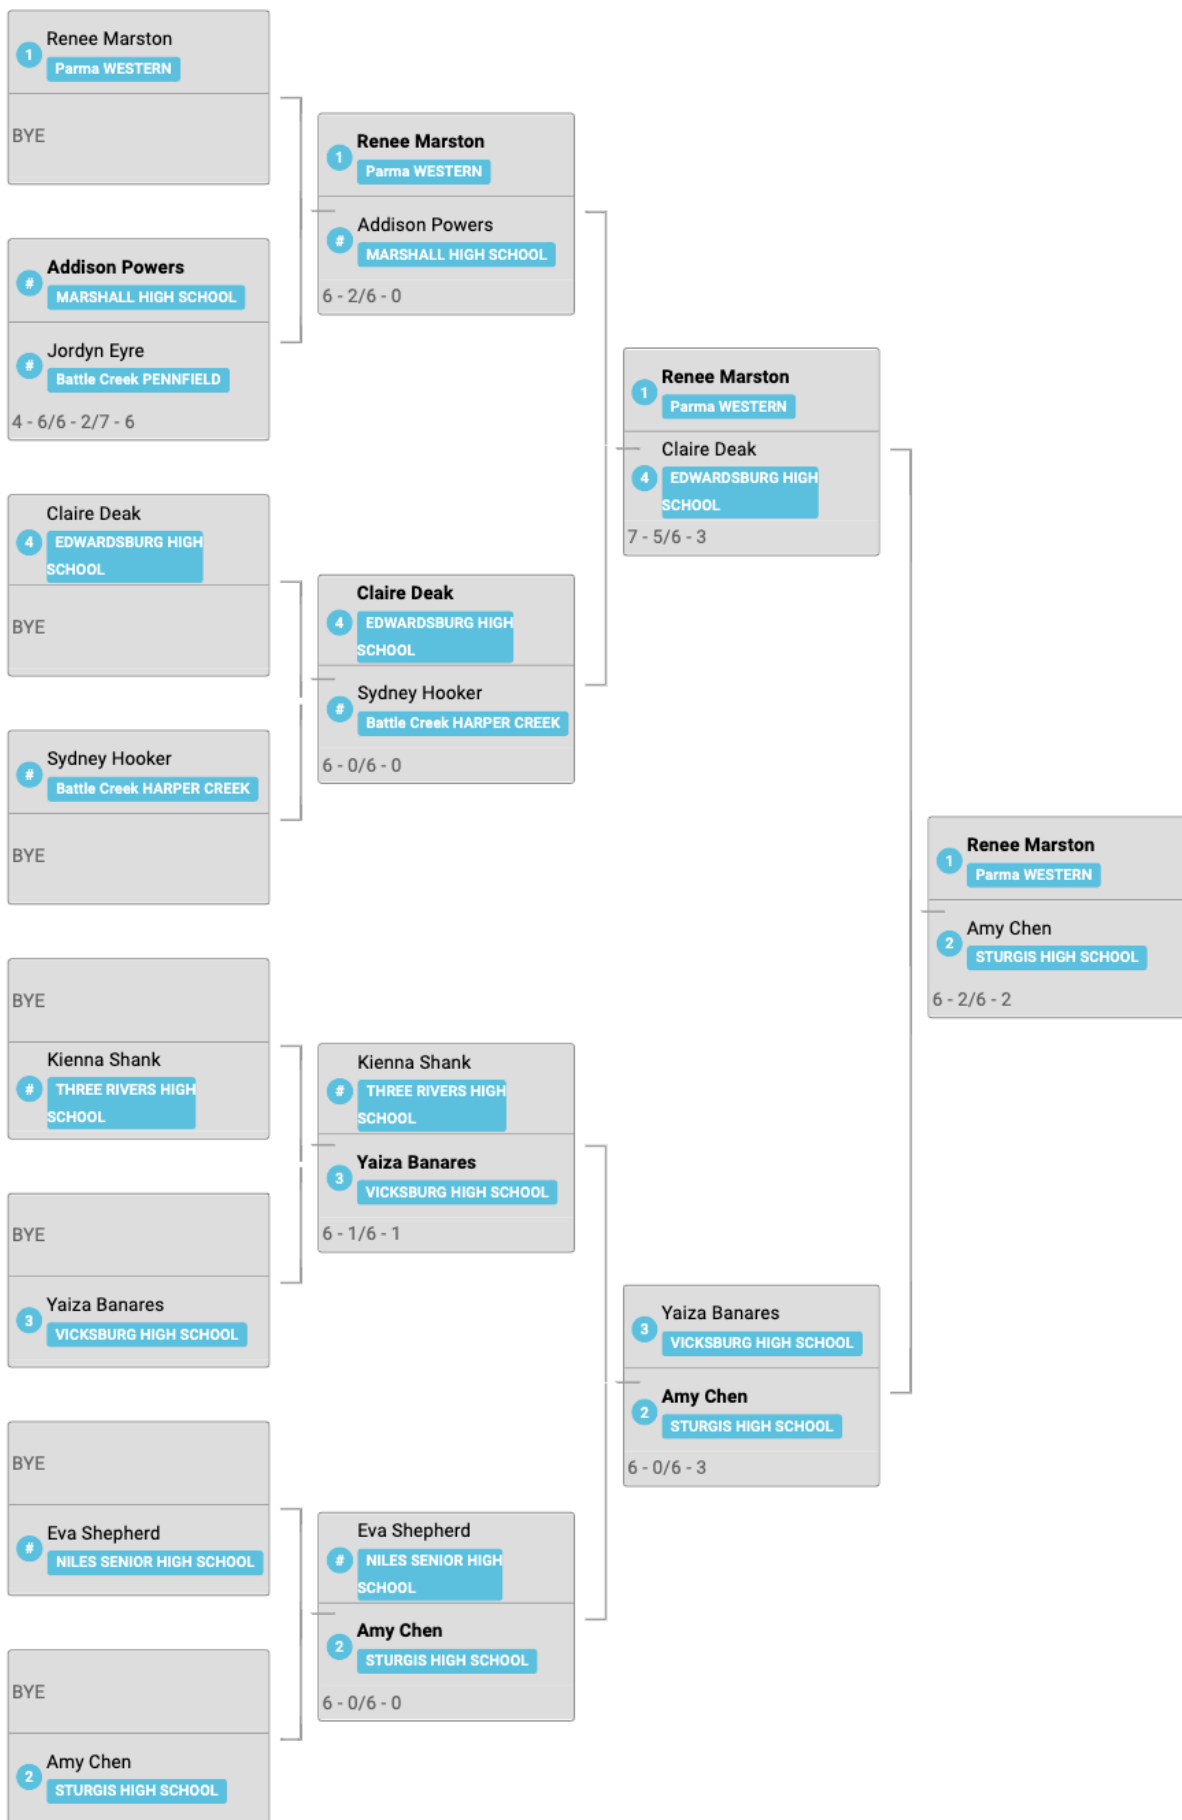 1
Renee Marston
Parma WESTERN
BYE
#
Addison Powers
MARSHALL HIGH SCHOOL
#
Jordyn Eyre
Battle Creek PENNFIELD
4 - 6/6 - 2/7 - 6
4
Claire Deak
EDWARDSBURG HIGH
SCHOOL
BYE
#
Sydney Hooker
Battle Creek HARPER CREEK
BYE
BYE
#
Kienna Shank
THREE RIVERS HIGH
SCHOOL
BYE
3
Yaiza Banares
VICKSBURG HIGH SCHOOL
BYE
#
Eva Shepherd
NILES SENIOR HIGH SCHOOL
BYE
2
Amy Chen
STURGIS HIGH SCHOOL
1
Renee Marston
Parma WESTERN
#
Addison Powers
MARSHALL HIGH SCHOOL
6 - 2/6 - 0
4
Claire Deak
EDWARDSBURG HIGH
SCHOOL
#
Sydney Hooker
Battle Creek HARPER CREEK
6 - 0/6 - 0
#
Kienna Shank
THREE RIVERS HIGH
SCHOOL
3
Yaiza Banares
VICKSBURG HIGH SCHOOL
6 - 1/6 - 1
#
Eva Shepherd
NILES SENIOR HIGH
SCHOOL
2
Amy Chen
STURGIS HIGH SCHOOL
6 - 0/6 - 0
1
Renee Marston
Parma WESTERN
4
Claire Deak
EDWARDSBURG HIGH
SCHOOL
7 - 5/6 - 3
3
Yaiza Banares
VICKSBURG HIGH SCHOOL
2
Amy Chen
STURGIS HIGH SCHOOL
6 - 0/6 - 3
1
Renee Marston
Parma WESTERN
2
Amy Chen
STURGIS HIGH SCHOOL
6 - 2/6 - 2